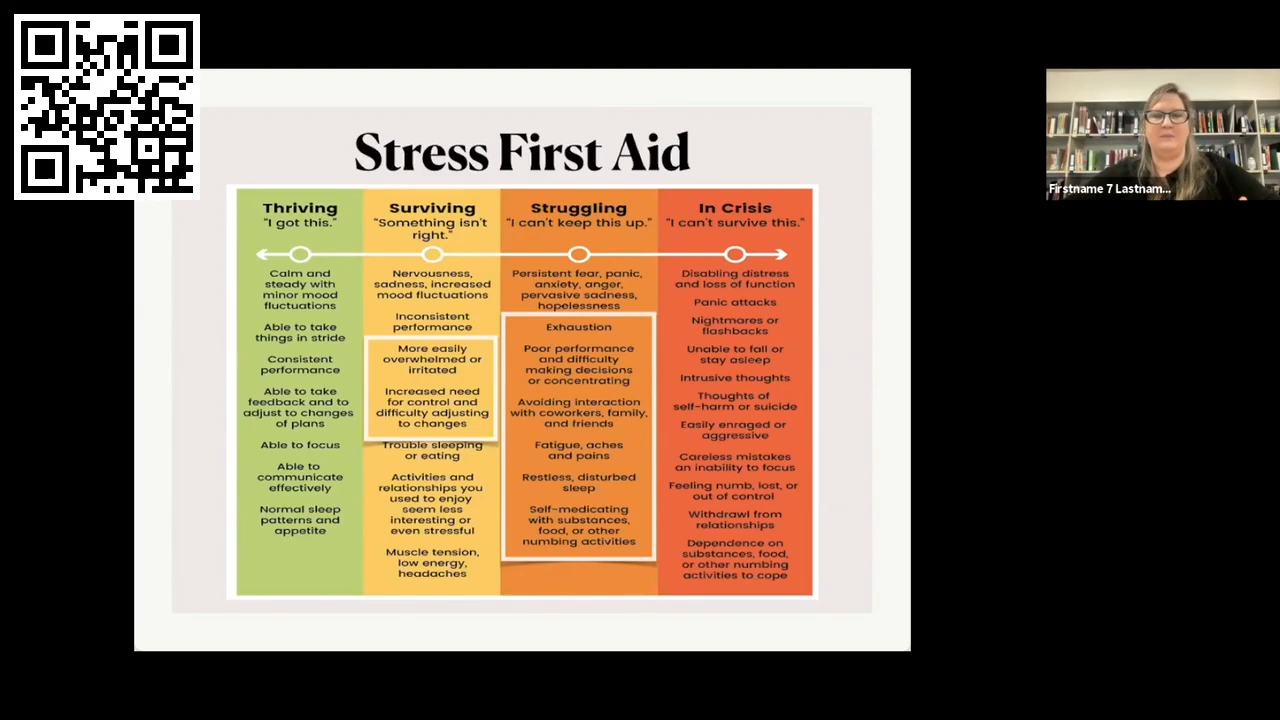 Stress First Aid
Thriving
"I got this."
Calm and
steady with
minor mood
fluctuations
Able to take
things in stride
Consistent
performance
Able to take
feedback and to
adjust to changes
of plans
Able to focus
Able to
communicate
effectively
Normal sleep
patterns and
appetite
Surviving
"Something isn't
right."
Nervousness,
sadness, increased
mood fluctuations
Inconsistent
performance
More easily
overwhelmed or
irritated
Increased need
for control and
difficulty adjusting
to changes
Trouble sleeping
or eating
Activities and
relationships you
used to enjoy
seem less
interesting or
even stressful
Muscle tension,
low energy,
headaches
Struggling
"I can't keep this up."
Persistent fear, panic,
anxiety, anger,
pervasive sadness,
hopelessness
Exhaustion
Poor performance
and difficulty
making decisions
or concentrating
Avoiding interaction
with coworkers, family,
and friends
Fatigue, aches
and pains
Restless, disturbed
sleep
Self-medicating
with substances,
food, or other
numbing activities
In Crisis
"I can't survive this."
Disabling distress
and loss of function
Panic attacks
Nightmares or
flashbacks
Unable to fall or
stay asleep
Intrusive thoughts
Thoughts of
self-harm or suicide
Easily enraged or
aggressive
Careless mistakes
an inability to focus
Feeling numb, lost, or
out of control
Withdrawl from
relationships
Dependence on
substances, food,
or other numbing
activities to cope
Firstname 7 Lastnam...